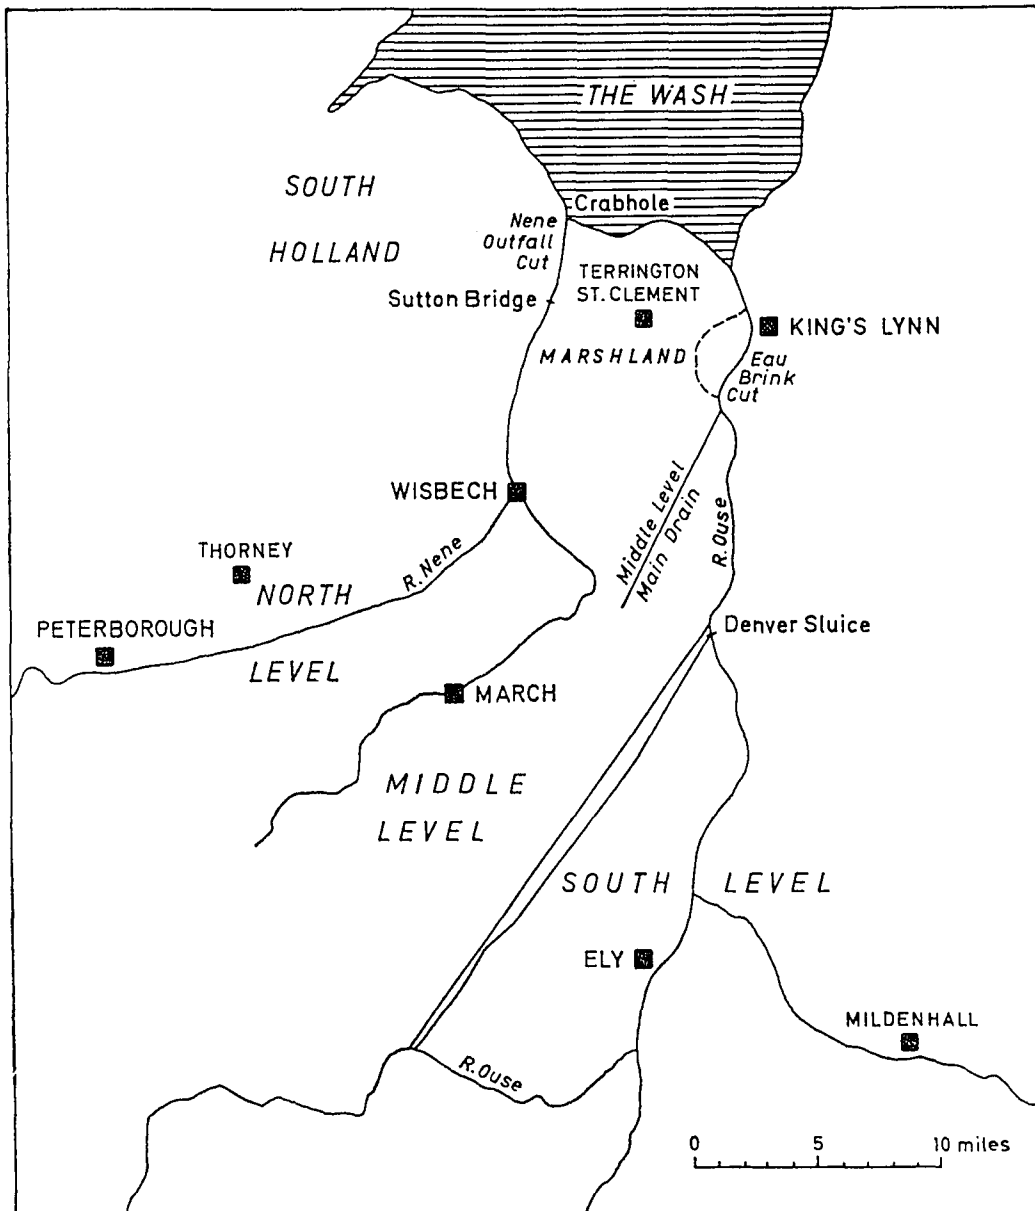 THE WASH
SOUTH
HOLLAND
Crabhole
Nene
Outfall
Cut
TERRINGTON
ST. CLEMENT
Sutton Bridge
KING'S LYNN
MARSHLAND
Eau
Brink
Cut
WISBECH
Middle Level
Main Drain
R. Ouse
THORNEY
R. Nene
NORTH
PETERBOROUGH
Denver Sluice
LEVEL
MARCH
MIDDLE
LEVEL
SOUTH LEVEL
ELY
MILDENHALL
R. Ouse
0 5 10 miles